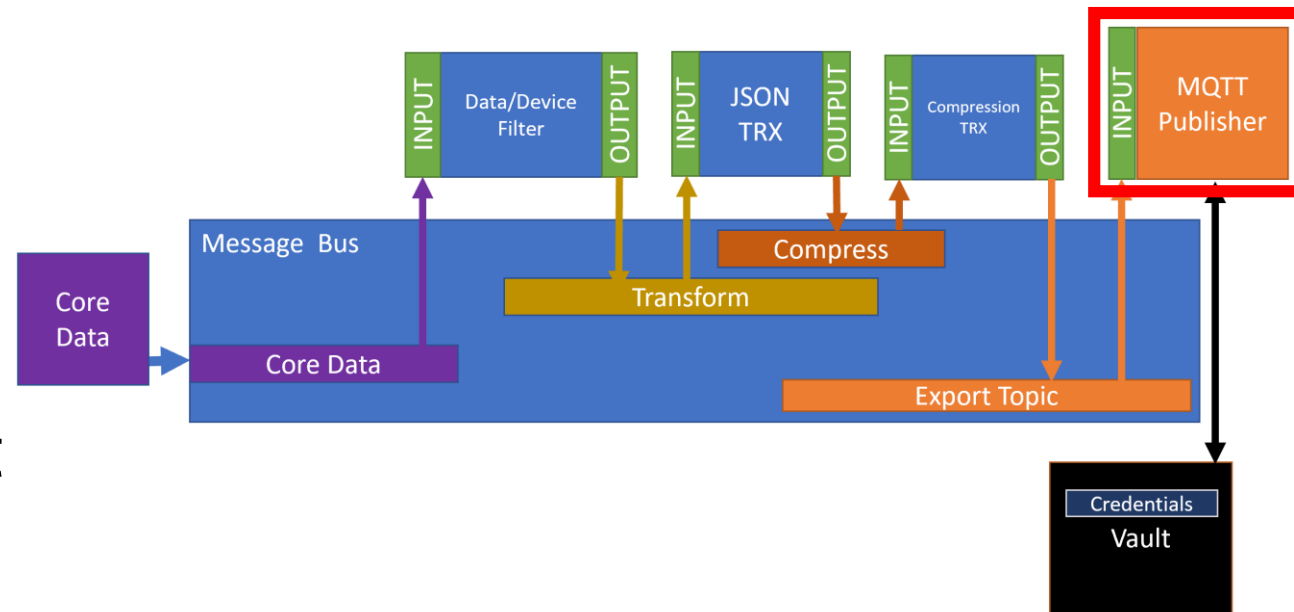 INPUT
Data/Device
Filter
OUTPUT
INPUT
JSON
TRX
OUTPUT
INPUT
Compression
TRX
OUTPUT
INPUT
MQTT
Publisher
Message Bus
Compress
Core
Data
Transform
Core Data
Export Topic
Credentials
Vault